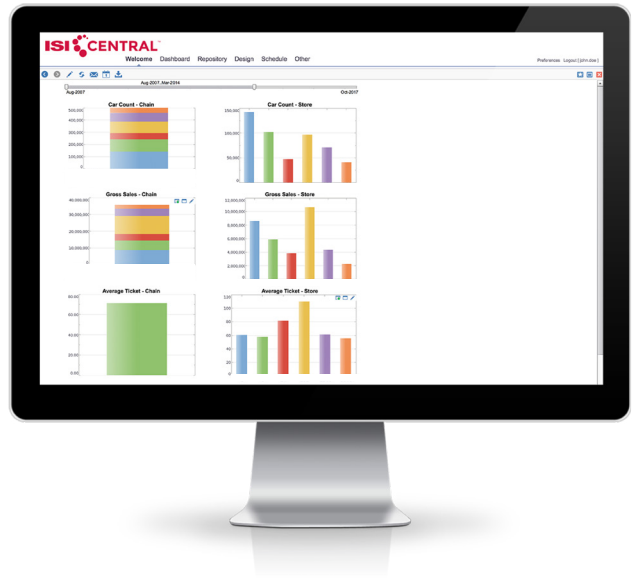 ISI CENTRAL
Welcome Dashboard Repository Design Schedule Other
Preferences Logout [ john doe ]
Aug-2007..Mar-2014
Aug-2007
Oct-2017
Car Count - Chain
500,000
400,000
300,000
200,000
100,000
0
Car Count - Store
150,000
100,000
50,000
0
Gross Sales - Chain
40,000,000
30,000,000
20,000,000
10,000,000
0
Gross Sales - Store
12,000,000
10,000,000
8,000,000
6,000,000
4,000,000
2,000,000
0
Average Ticket - Chain
80.00
60.00
40.00
20.00
0.00
Average Ticket - Store
120
100
80
60
40
20
0